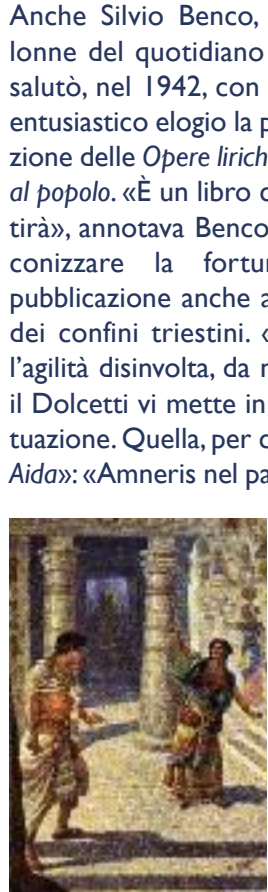 Anche Silvio Benco,
lonne del quotidiano
salutò, nel 1942, con
entusiastico elogio la p
zione delle Opere lirich
al popolo. «È un libro c
tirà», annotava Benco
conizzare la fortu
pubblicazione anche a
dei confini triestini. «
l'agilità disinvolta, da
il Dolcetti vi mette in
tuazione. Quella, per
Aida»: «Amneris nel pa